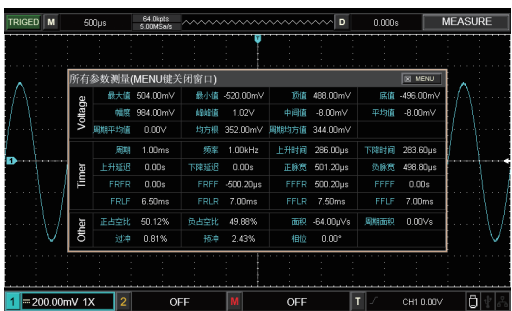 TRIGED M 500µs 64.0kpts 5.00MSa/s D 0.000s MEASURE
所有参数测量(MENU键关闭窗口) MENU
Voltage
最大值 504.00mV 最小值 -520.00mV 顶值 488.00mV 底值 -496.00mV
幅度 984.00mV 峰峰值 1.02V 中间值 -8.00mV 平均值 -8.00mV
周期平均值 0.00V 均方根 352.00mV 周期均方值 344.00mV
Timer
周期 1.00ms 频率 1.00kHz 上升时间 286.00µs 下降时间 283.60µs
上升延迟 0.00s 下降延迟 0.00s 正脉宽 501.20µs 负脉宽 498.80µs
FRFR 0.00s FRFF -500.20µs FFFR 500.20µs FFFF 0.00s
FRLF 6.50ms FRLR 7.00ms FFLR 7.50ms FFLF 7.00ms
Other
正占空比 50.12% 负占空比 49.88% 面积 -64.00µVs 周期面积 0.00Vs
过冲 0.81% 预冲 2.43% 相位 0.00°
1 200.00mV 1X 2 OFF M OFF T CH1 0.00V